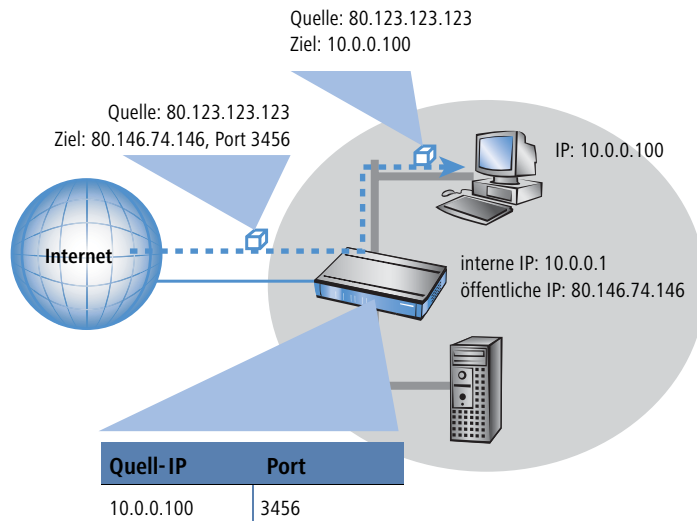 Quelle: 80.123.123.123
Ziel: 10.0.0.100
Quelle: 80.123.123.123
Ziel: 80.146.74.146, Port 3456
IP: 10.0.0.100
Internet
interne IP: 10.0.0.1
öffentliche IP: 80.146.74.146
Quell-IP Port
10.0.0.100 3456